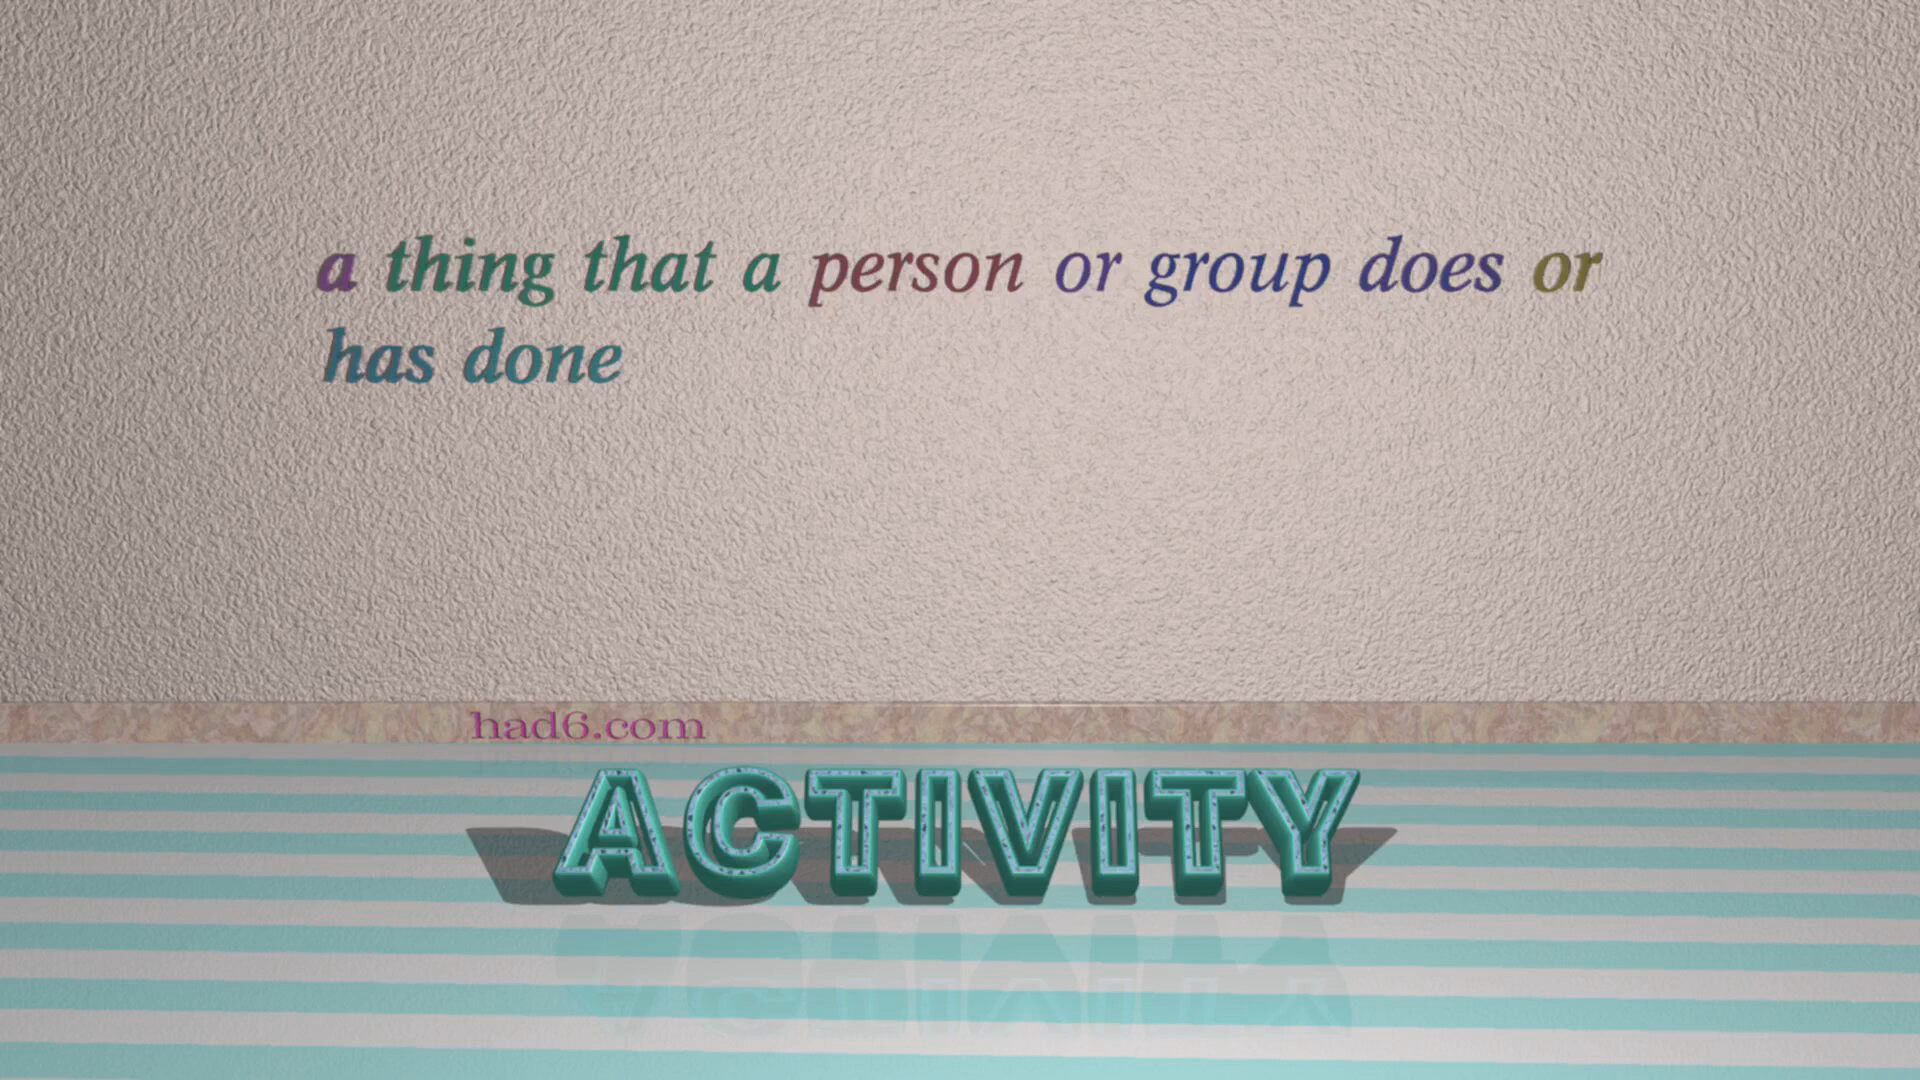 a thing that a person or group does or
has done
had6.com
ACTIVITY